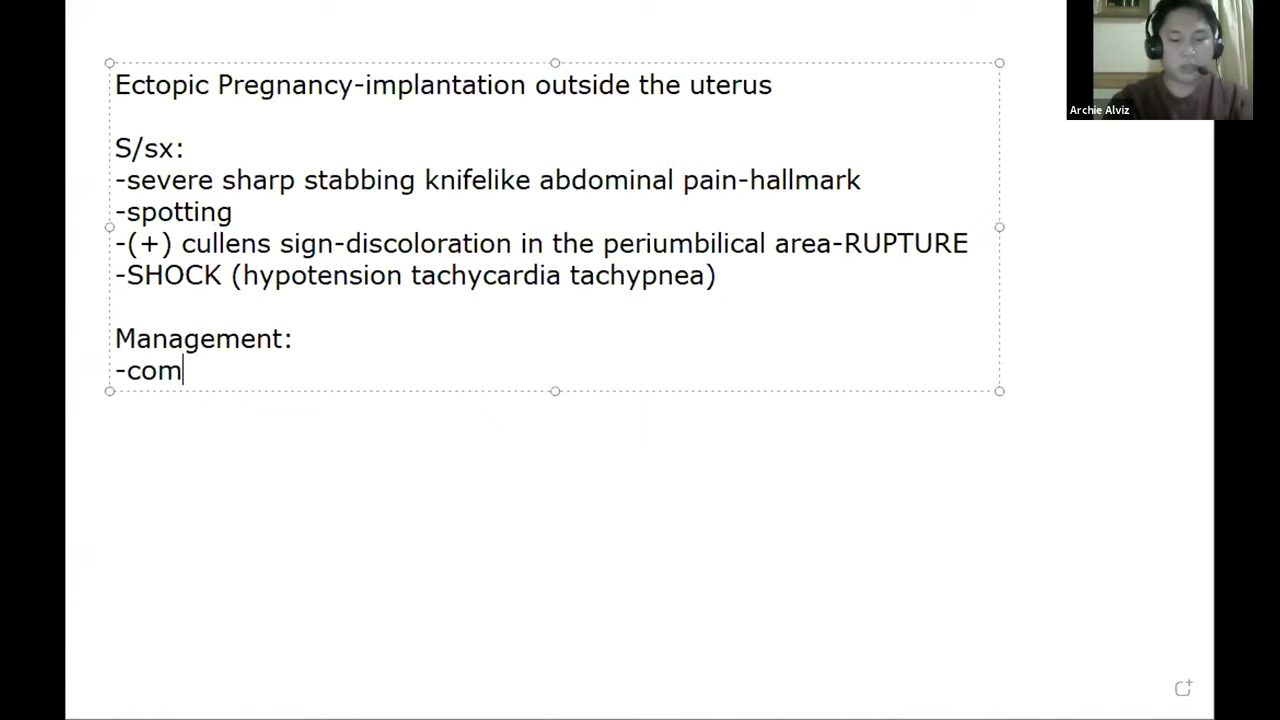 Ectopic Pregnancy-implantation outside the uterus
S/sx:
-severe sharp stabbing knifelike abdominal pain-hallmark
-spotting
-(+) cullens sign-discoloration in the periumbilical area-RUPTURE
-SHOCK (hypotension tachycardia tachypnea)
Management:
-com
Archie Alviz